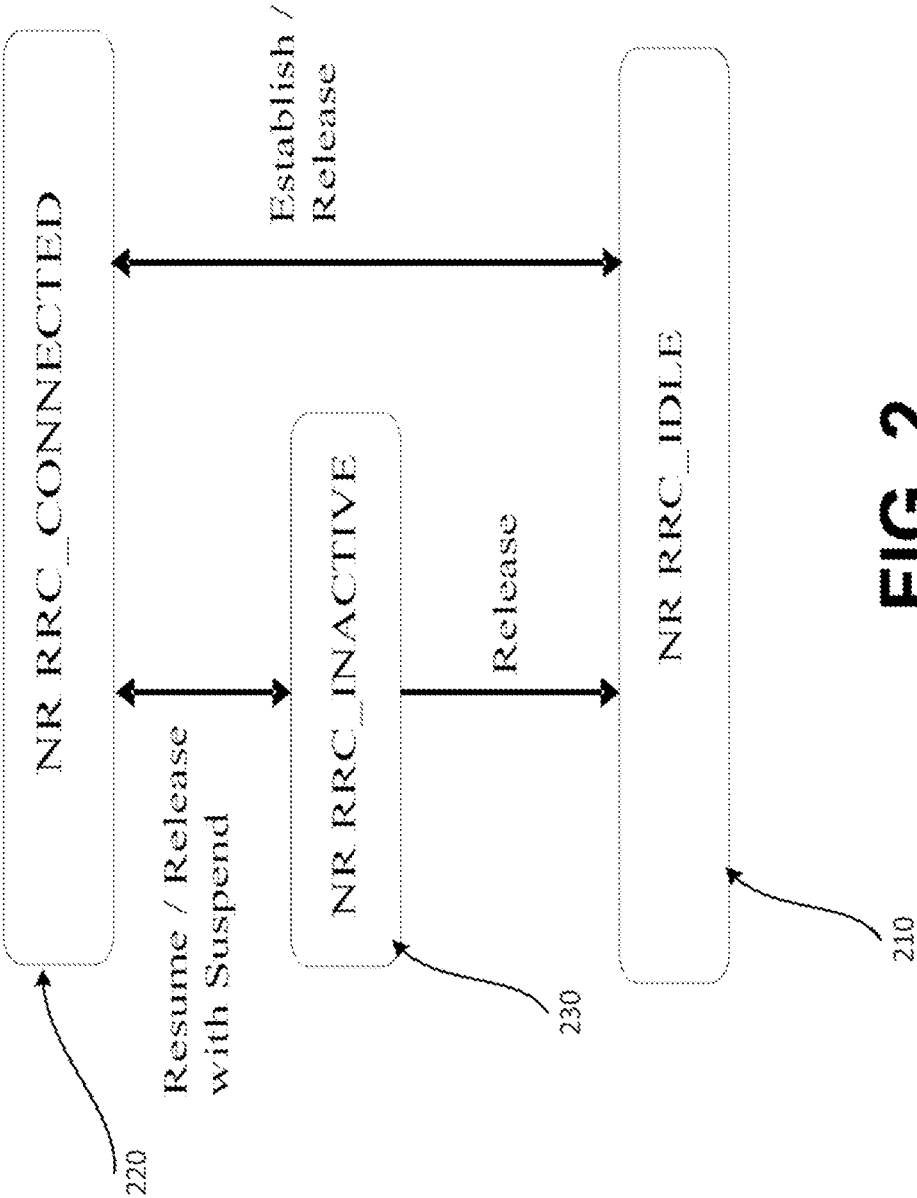 220
NR RRC_CONNECTED
Resume / Release
with Suspend
Establish /
Release
NR RRC_INACTIVE
230
Release
NR RRC_IDLE
210
FIG. 2